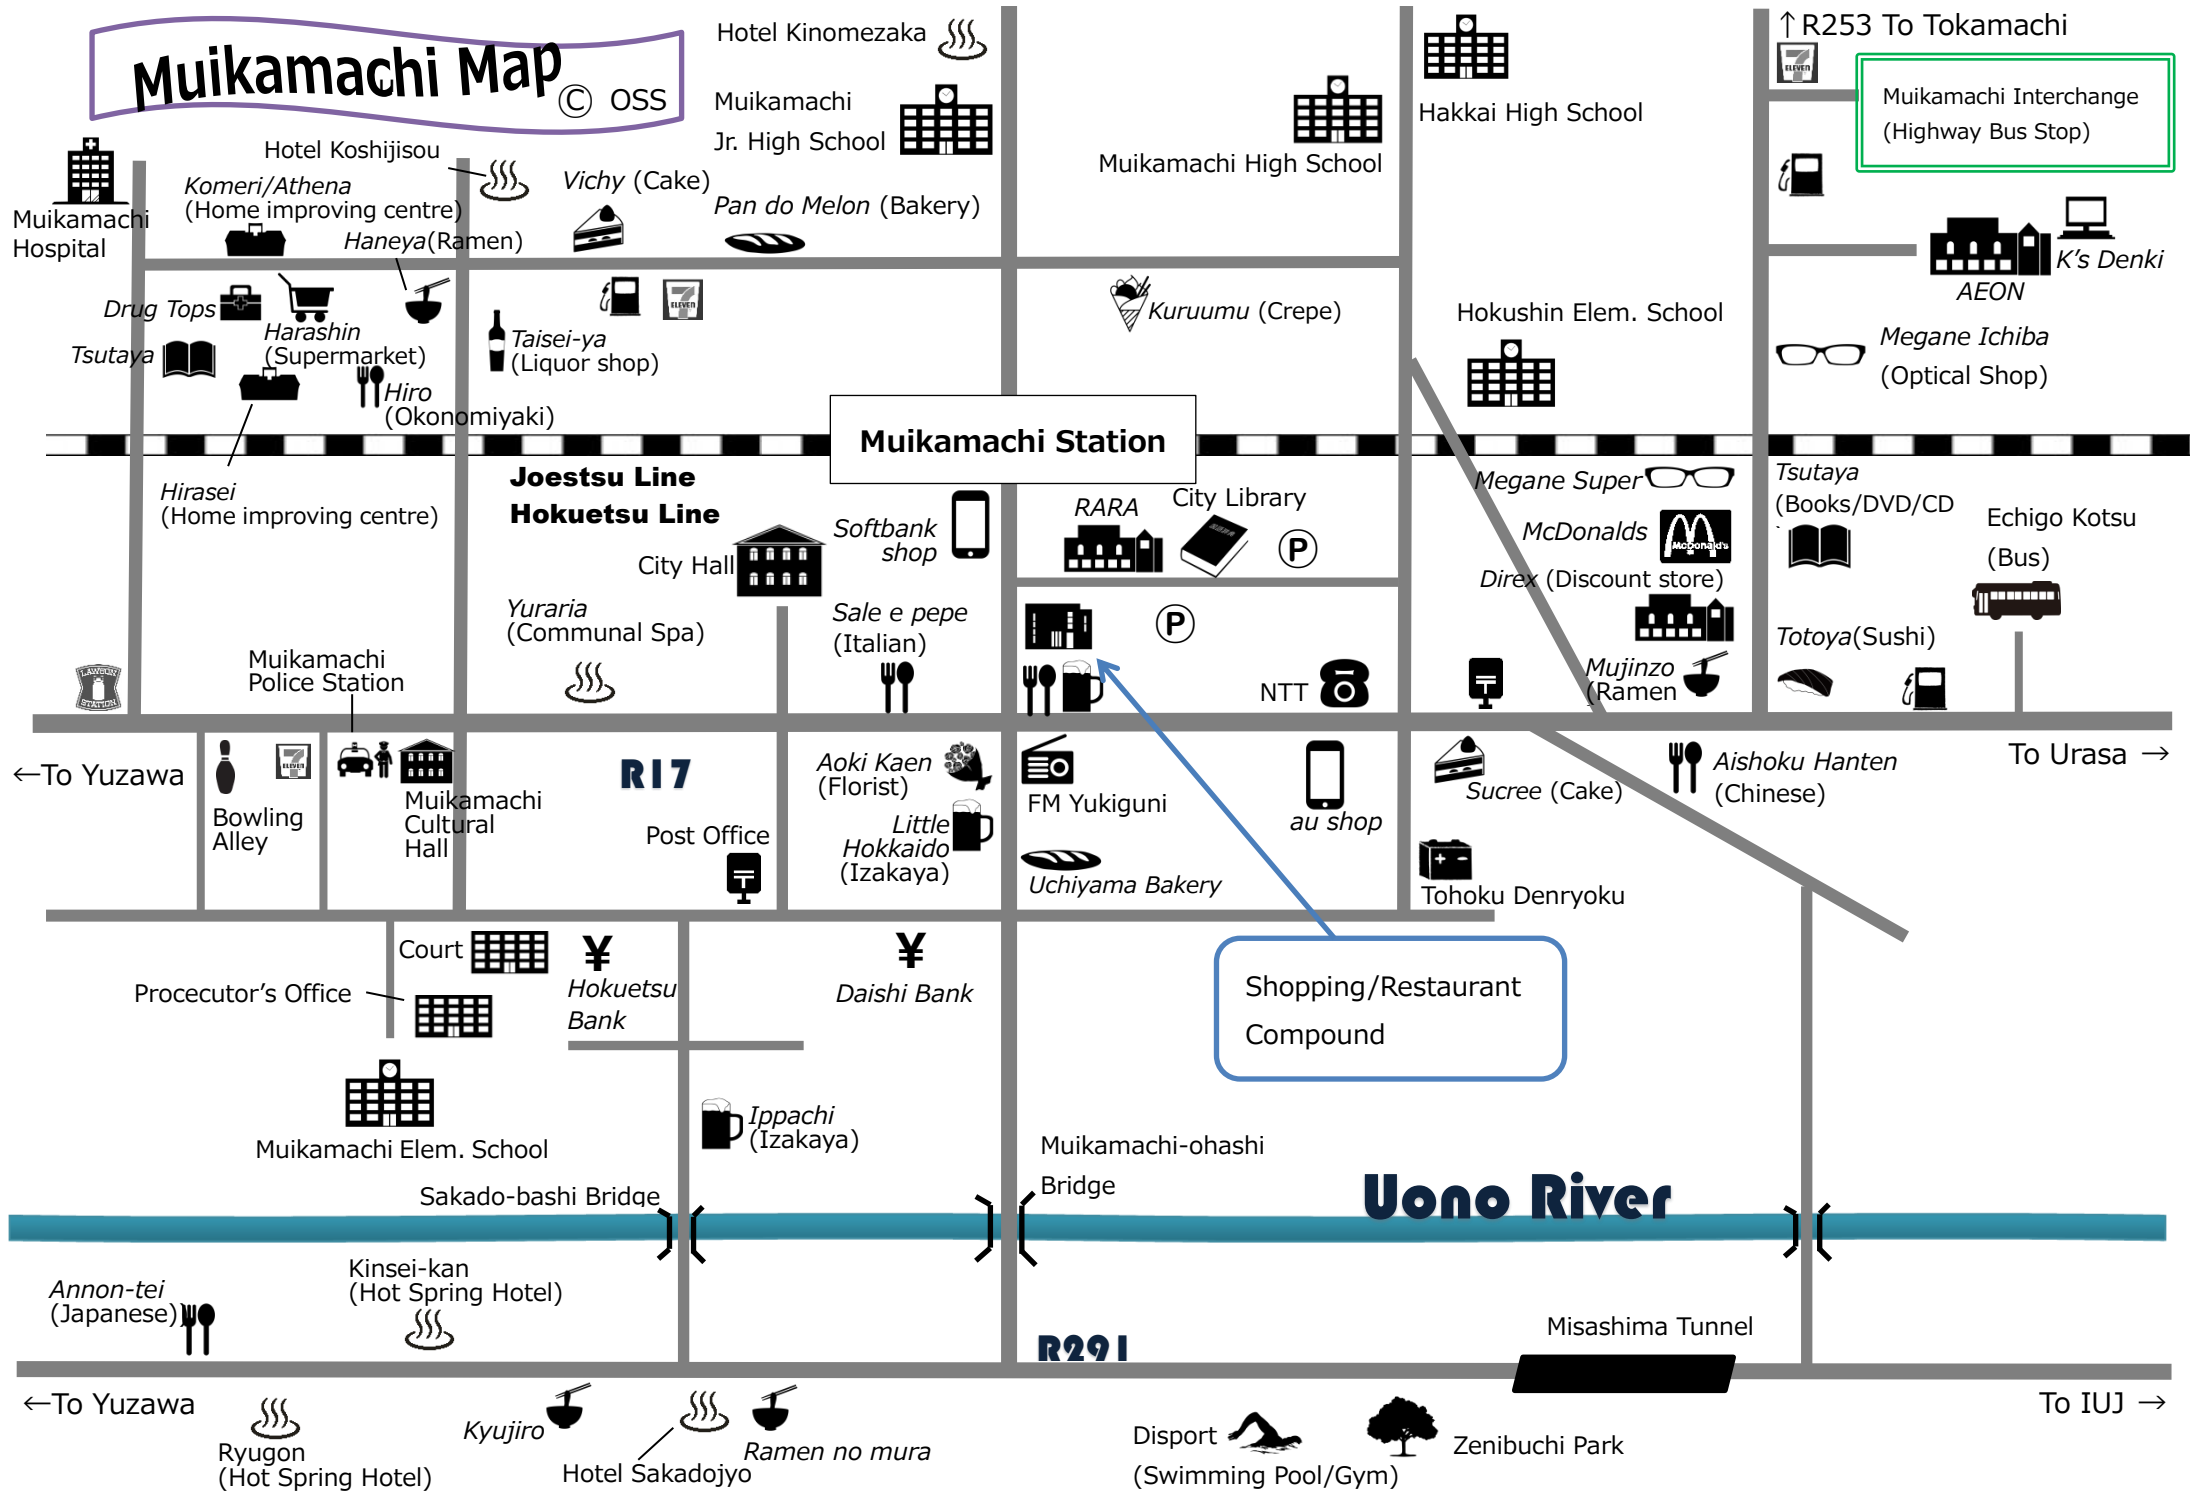 Muikamachi Map
© OSS
Hotel Kinomezaka
Muikamachi
Jr. High School
Muikamachi High School
Hakkai High School
↑R253 To Tokamachi
7
ELEVEN
Muikamachi Interchange
(Highway Bus Stop)
Muikamachi
Hospital
Hotel Koshijisou
Komeri/Athena
(Home improving centre)
Haneya(Ramen)
Vichy (Cake)
Pan do Melon (Bakery)
K's Denki
AEON
Drug Tops
Harashin
(Supermarket)
Tsutaya
Hiro
(Okonomiyaki)
Taisei-ya
(Liquor shop)
7
ELEVEN
Kuruumu (Crepe)
Hokushin Elem. School
Megane Ichiba
(Optical Shop)
Muikamachi Station
Hirasei
(Home improving centre)
Joestsu Line
Hokuetsu Line
City Hall
Softbank
shop
RARA
City Library
P
Megane Super
McDonalds
McDonald's
Direx (Discount store)
Tsutaya
(Books/DVD/CD
)
Echigo Kotsu
(Bus)
Yuraria
(Communal Spa)
Sale e pepe
(Italian)
P
NTT
〒
Mujinzo
(Ramen
Totoya(Sushi)
LAWSON
STATION
Muikamachi
Police Station
←To Yuzawa
To Urasa →
Bowling
Alley
7
ELEVEN
Muikamachi
Cultural
Hall
R17
Post Office
〒
Aoki Kaen
(Florist)
Little
Hokkaido
(Izakaya)
FM Yukiguni
Uchiyama Bakery
au shop
Sucree (Cake)
Tohoku Denryoku
Aishoku Hanten
(Chinese)
Court
Procecutor's Office
¥
Hokuetsu
Bank
¥
Daishi Bank
Shopping/Restaurant
Compound
Muikamachi Elem. School
Ippachi
(Izakaya)
Sakado-bashi Bridge
Muikamachi-ohashi
Bridge
Uono River
Annon-tei
(Japanese)
Kinsei-kan
(Hot Spring Hotel)
R291
Misashima Tunnel
←To Yuzawa
To IUJ →
Ryugon
(Hot Spring Hotel)
Kyujiro
Hotel Sakadojyo
Ramen no mura
Disport
(Swimming Pool/Gym)
Zenibuchi Park